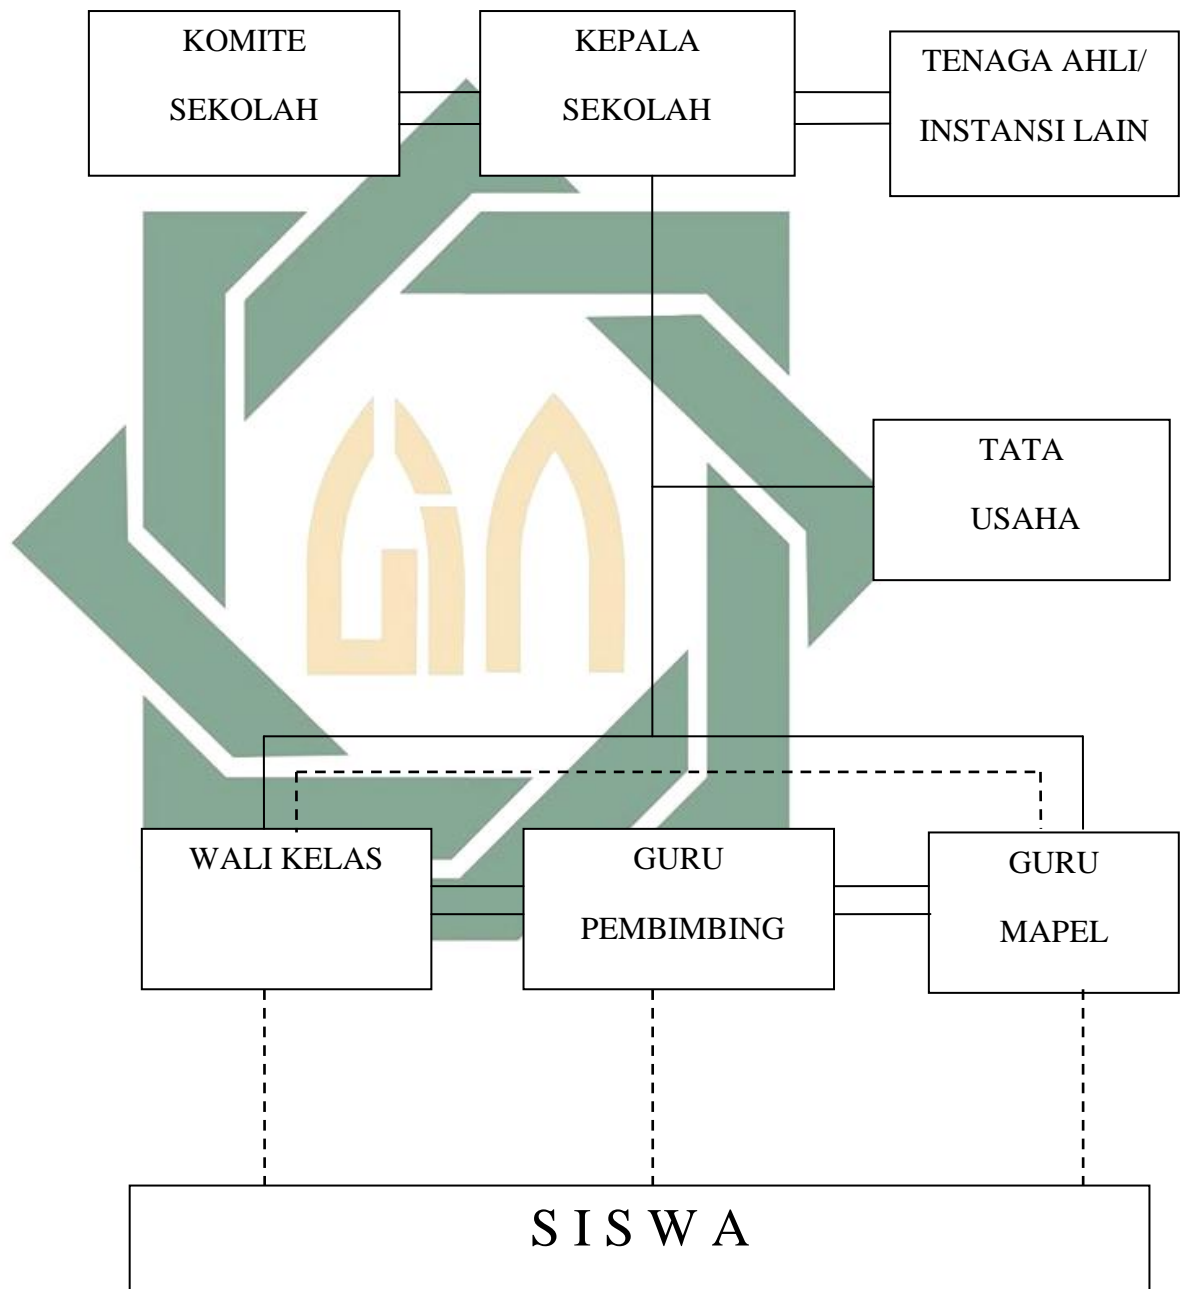 KOMITE
SEKOLAH
KEPALA
SEKOLAH
TENAGA AHLI/
INSTANSI LAIN
TATA
USAHA
WALI KELAS
GURU
PEMBIMBING
GURU
MAPEL
S I S W A